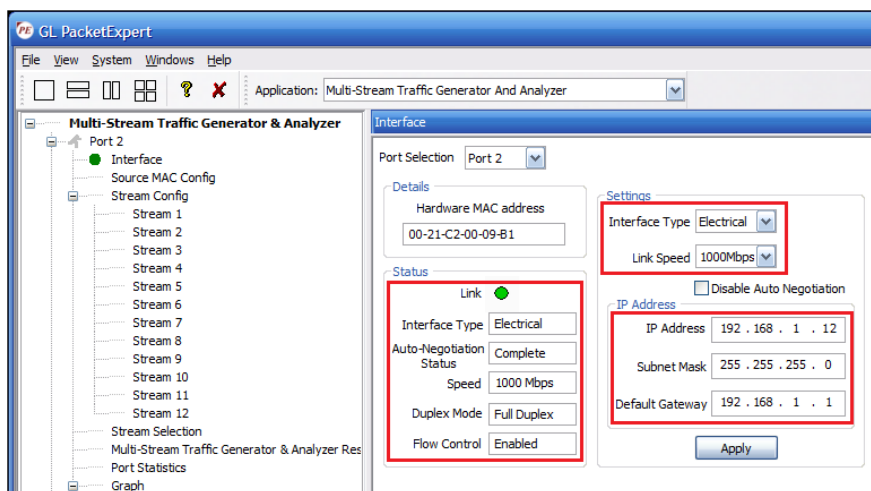 GL PacketExpert
File View System Windows Help
Application: Multi-Stream Traffic Generator And Analyzer
Multi-Stream Traffic Generator & Analyzer
Port 2
Interface
Source MAC Config
Stream Config
Stream 1
Stream 2
Stream 3
Stream 4
Stream 5
Stream 6
Stream 7
Stream 8
Stream 9
Stream 10
Stream 11
Stream 12
Stream Selection
Multi-Stream Traffic Generator & Analyzer Res
Port Statistics
Graph
Interface
Port Selection Port 2
Details
Hardware MAC address
00-21-C2-00-09-B1
Status
Link
Interface Type Electrical
Auto-Negotiation Status Complete
Speed 1000 Mbps
Duplex Mode Full Duplex
Flow Control Enabled
Settings
Interface Type Electrical
Link Speed 1000Mbps
Disable Auto Negotiation
IP Address
IP Address 192 . 168 . 1 . 12
Subnet Mask 255 . 255 . 255 . 0
Default Gateway 192 . 168 . 1 . 1
Apply